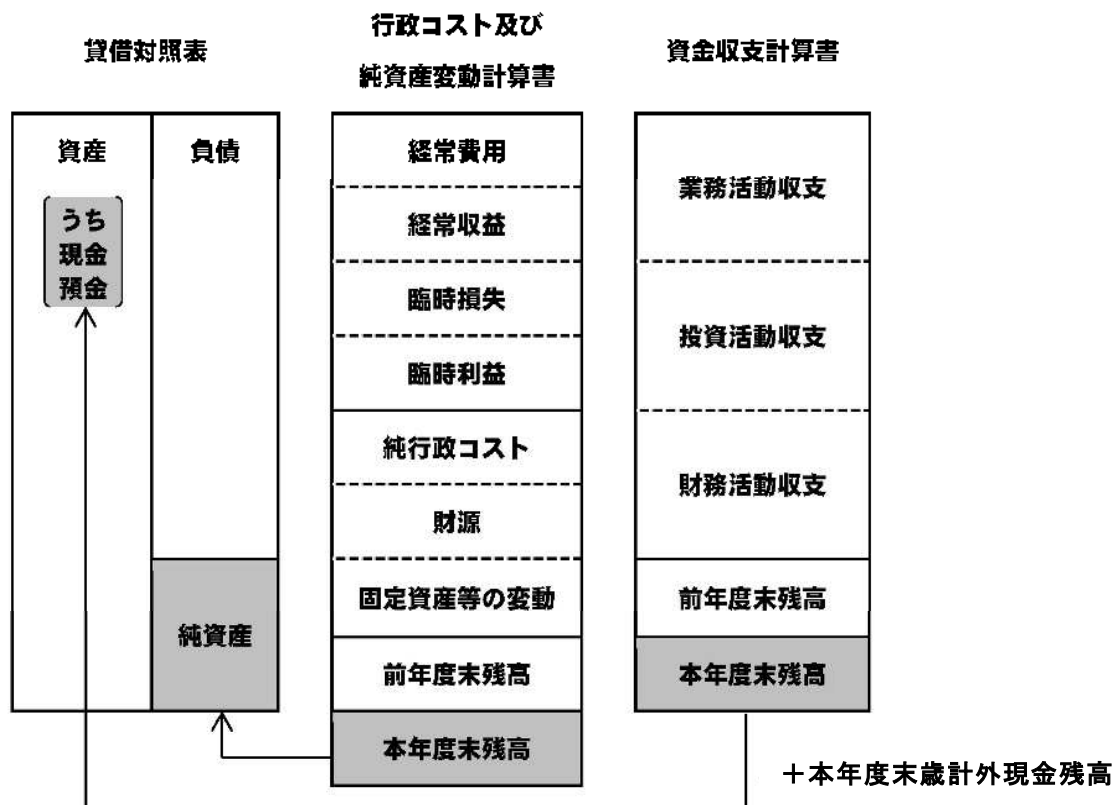 貸借対照表
資産
負債
うち
現金
預金
純資産
行政コスト及び
純資産変動計算書
経常費用
経常収益
臨時損失
臨時利益
純行政コスト
財源
固定資産等の変動
前年度末残高
本年度末残高
資金収支計算書
業務活動収支
投資活動収支
財務活動収支
前年度末残高
本年度末残高
＋本年度末歳計外現金残高